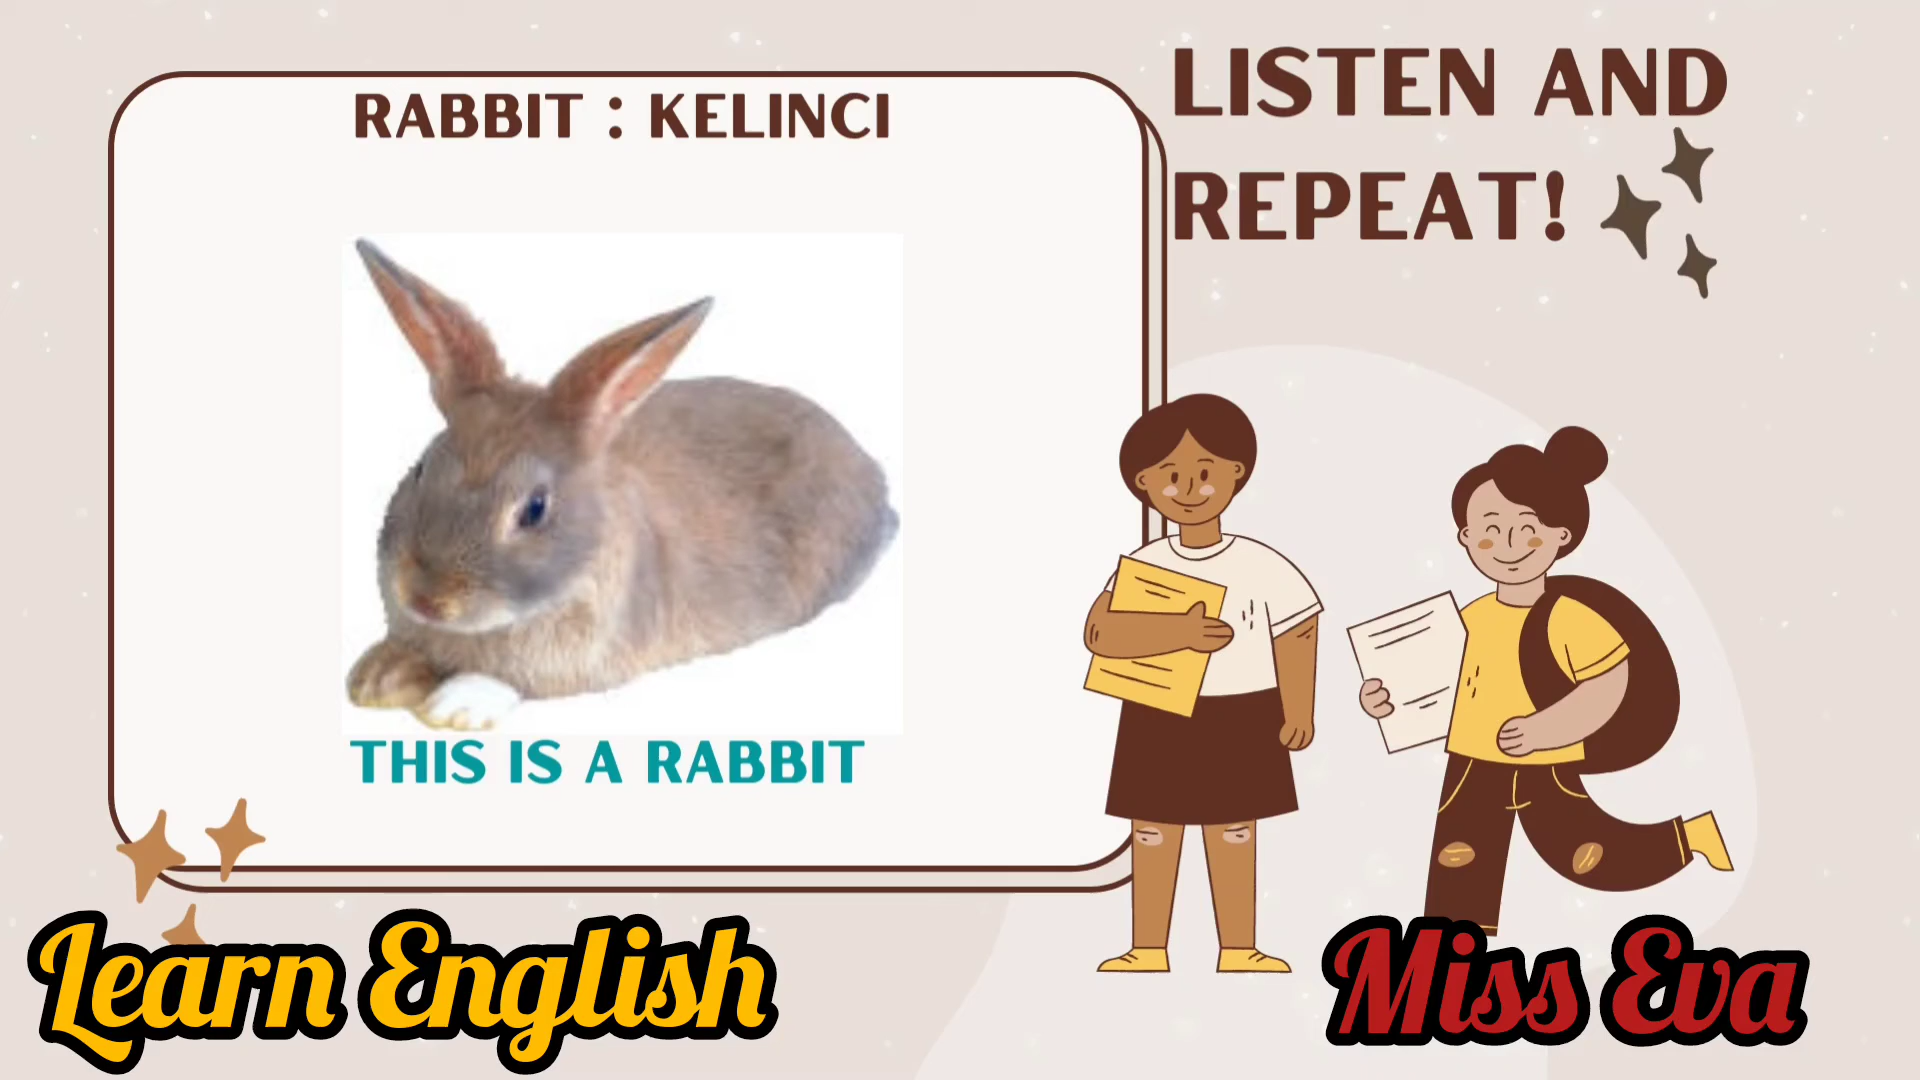 RABBIT : KELINCI
LISTEN AND
REPEAT!
THIS IS A RABBIT
Learn English
Miss Eva